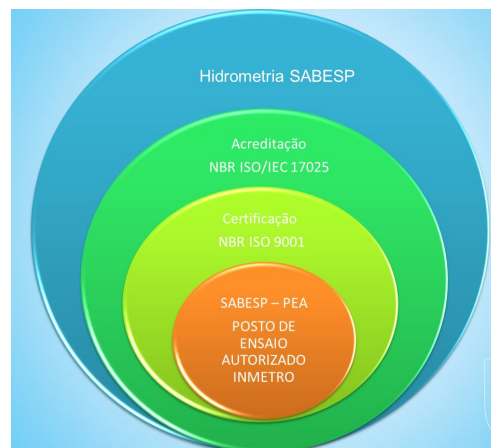 Hidrometria SABESP
Acreditação
NBR ISO/IEC 17025
Certificação
NBR ISO 9001
SABESP – PEA
POSTO DE
ENSAIO
AUTORIZADO
INMETRO